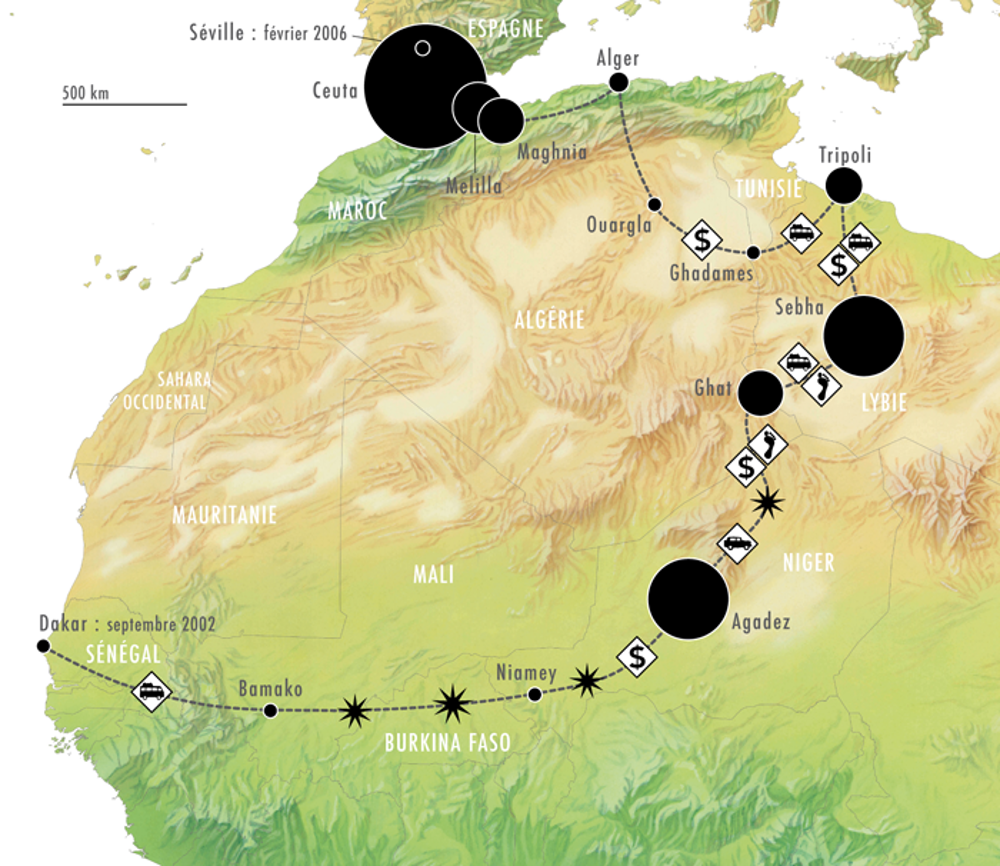 ESPAGNE
Séville : février 2006
Alger
500 km
Ceuta
Maghnia
Tripoli
Melilla
TUNISIE
MAROC
Ouargla
$
Ghadames
$
Sebha
ALGÉRIE
SAHARA
OCCIDENTAL
Ghat
LYBIE
$
MAURITANIE
NIGER
MALI
Dakar : septembre 2002
Agadez
SÉNÉGAL
$
Niamey
Bamako
BURKINA FASO